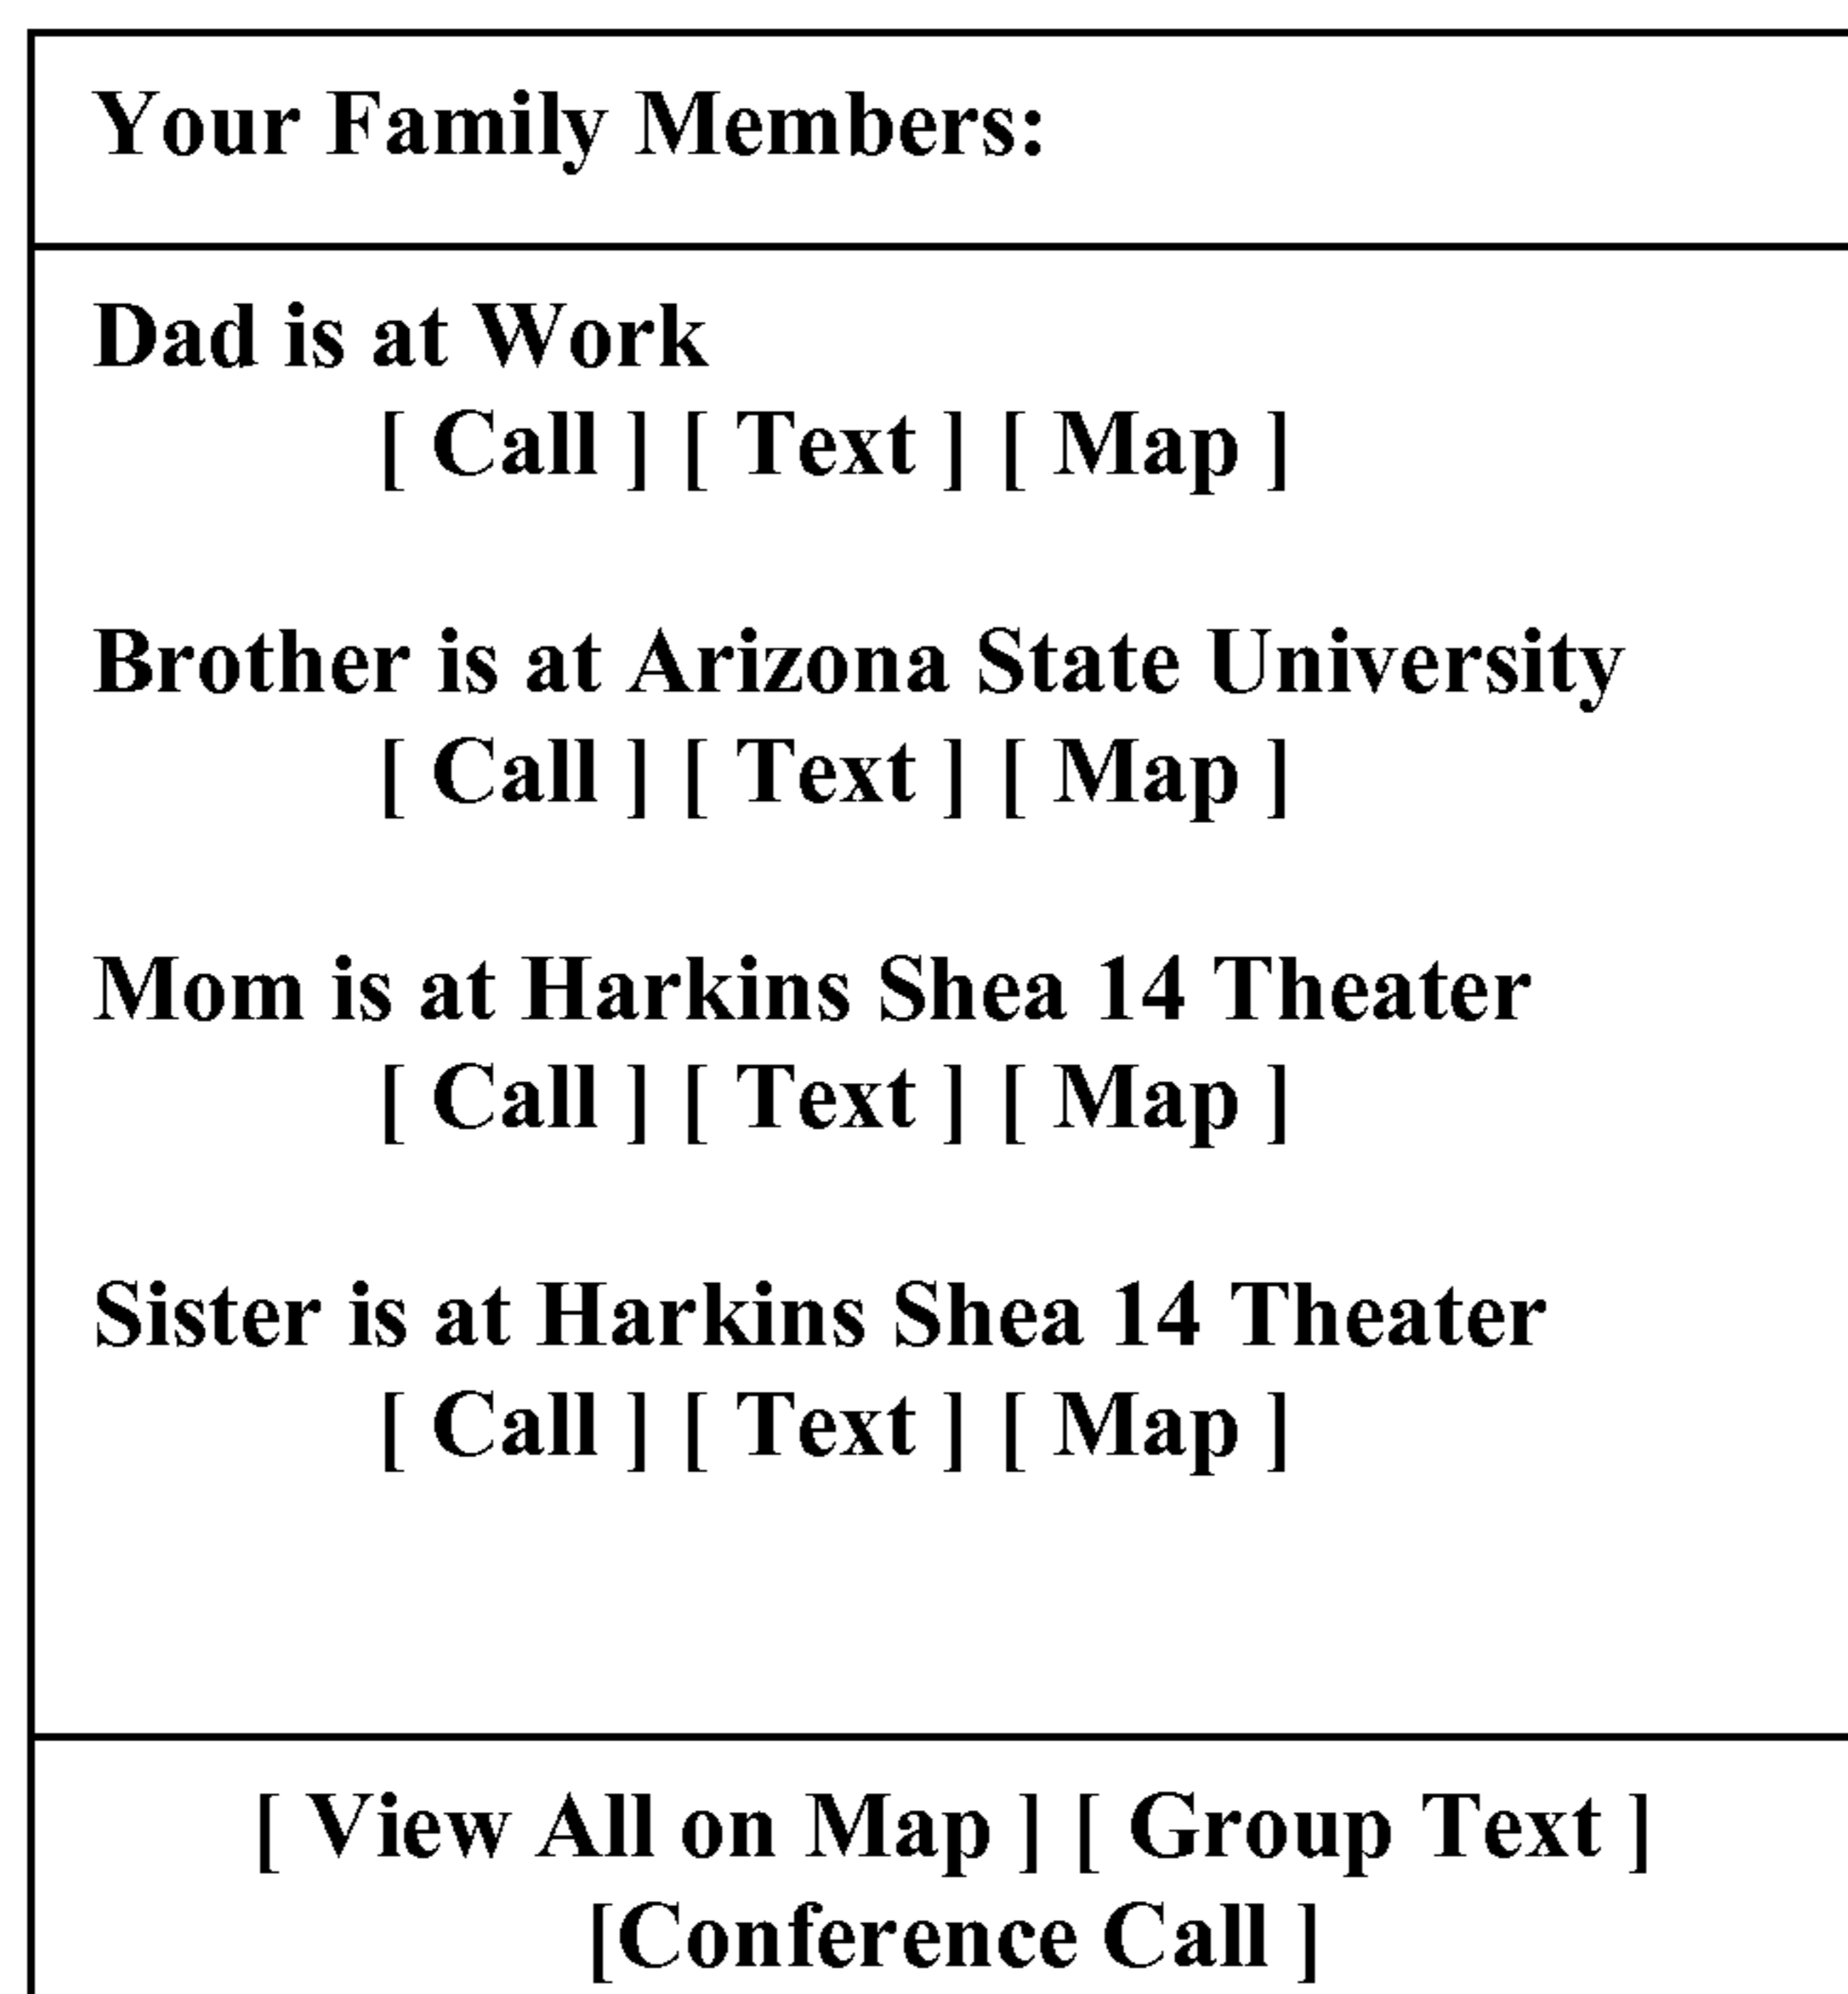 Your Family Members:
Dad is at Work
[ Call ] [ Text ] [ Map ]
Brother is at Arizona State University
[ Call ] [ Text ] [ Map ]
Mom is at Harkins Shea 14 Theater
[ Call ] [ Text ] [ Map ]
Sister is at Harkins Shea 14 Theater
[ Call ] [ Text ] [ Map ]
[ View All on Map ] [ Group Text ]
[Conference Call ]